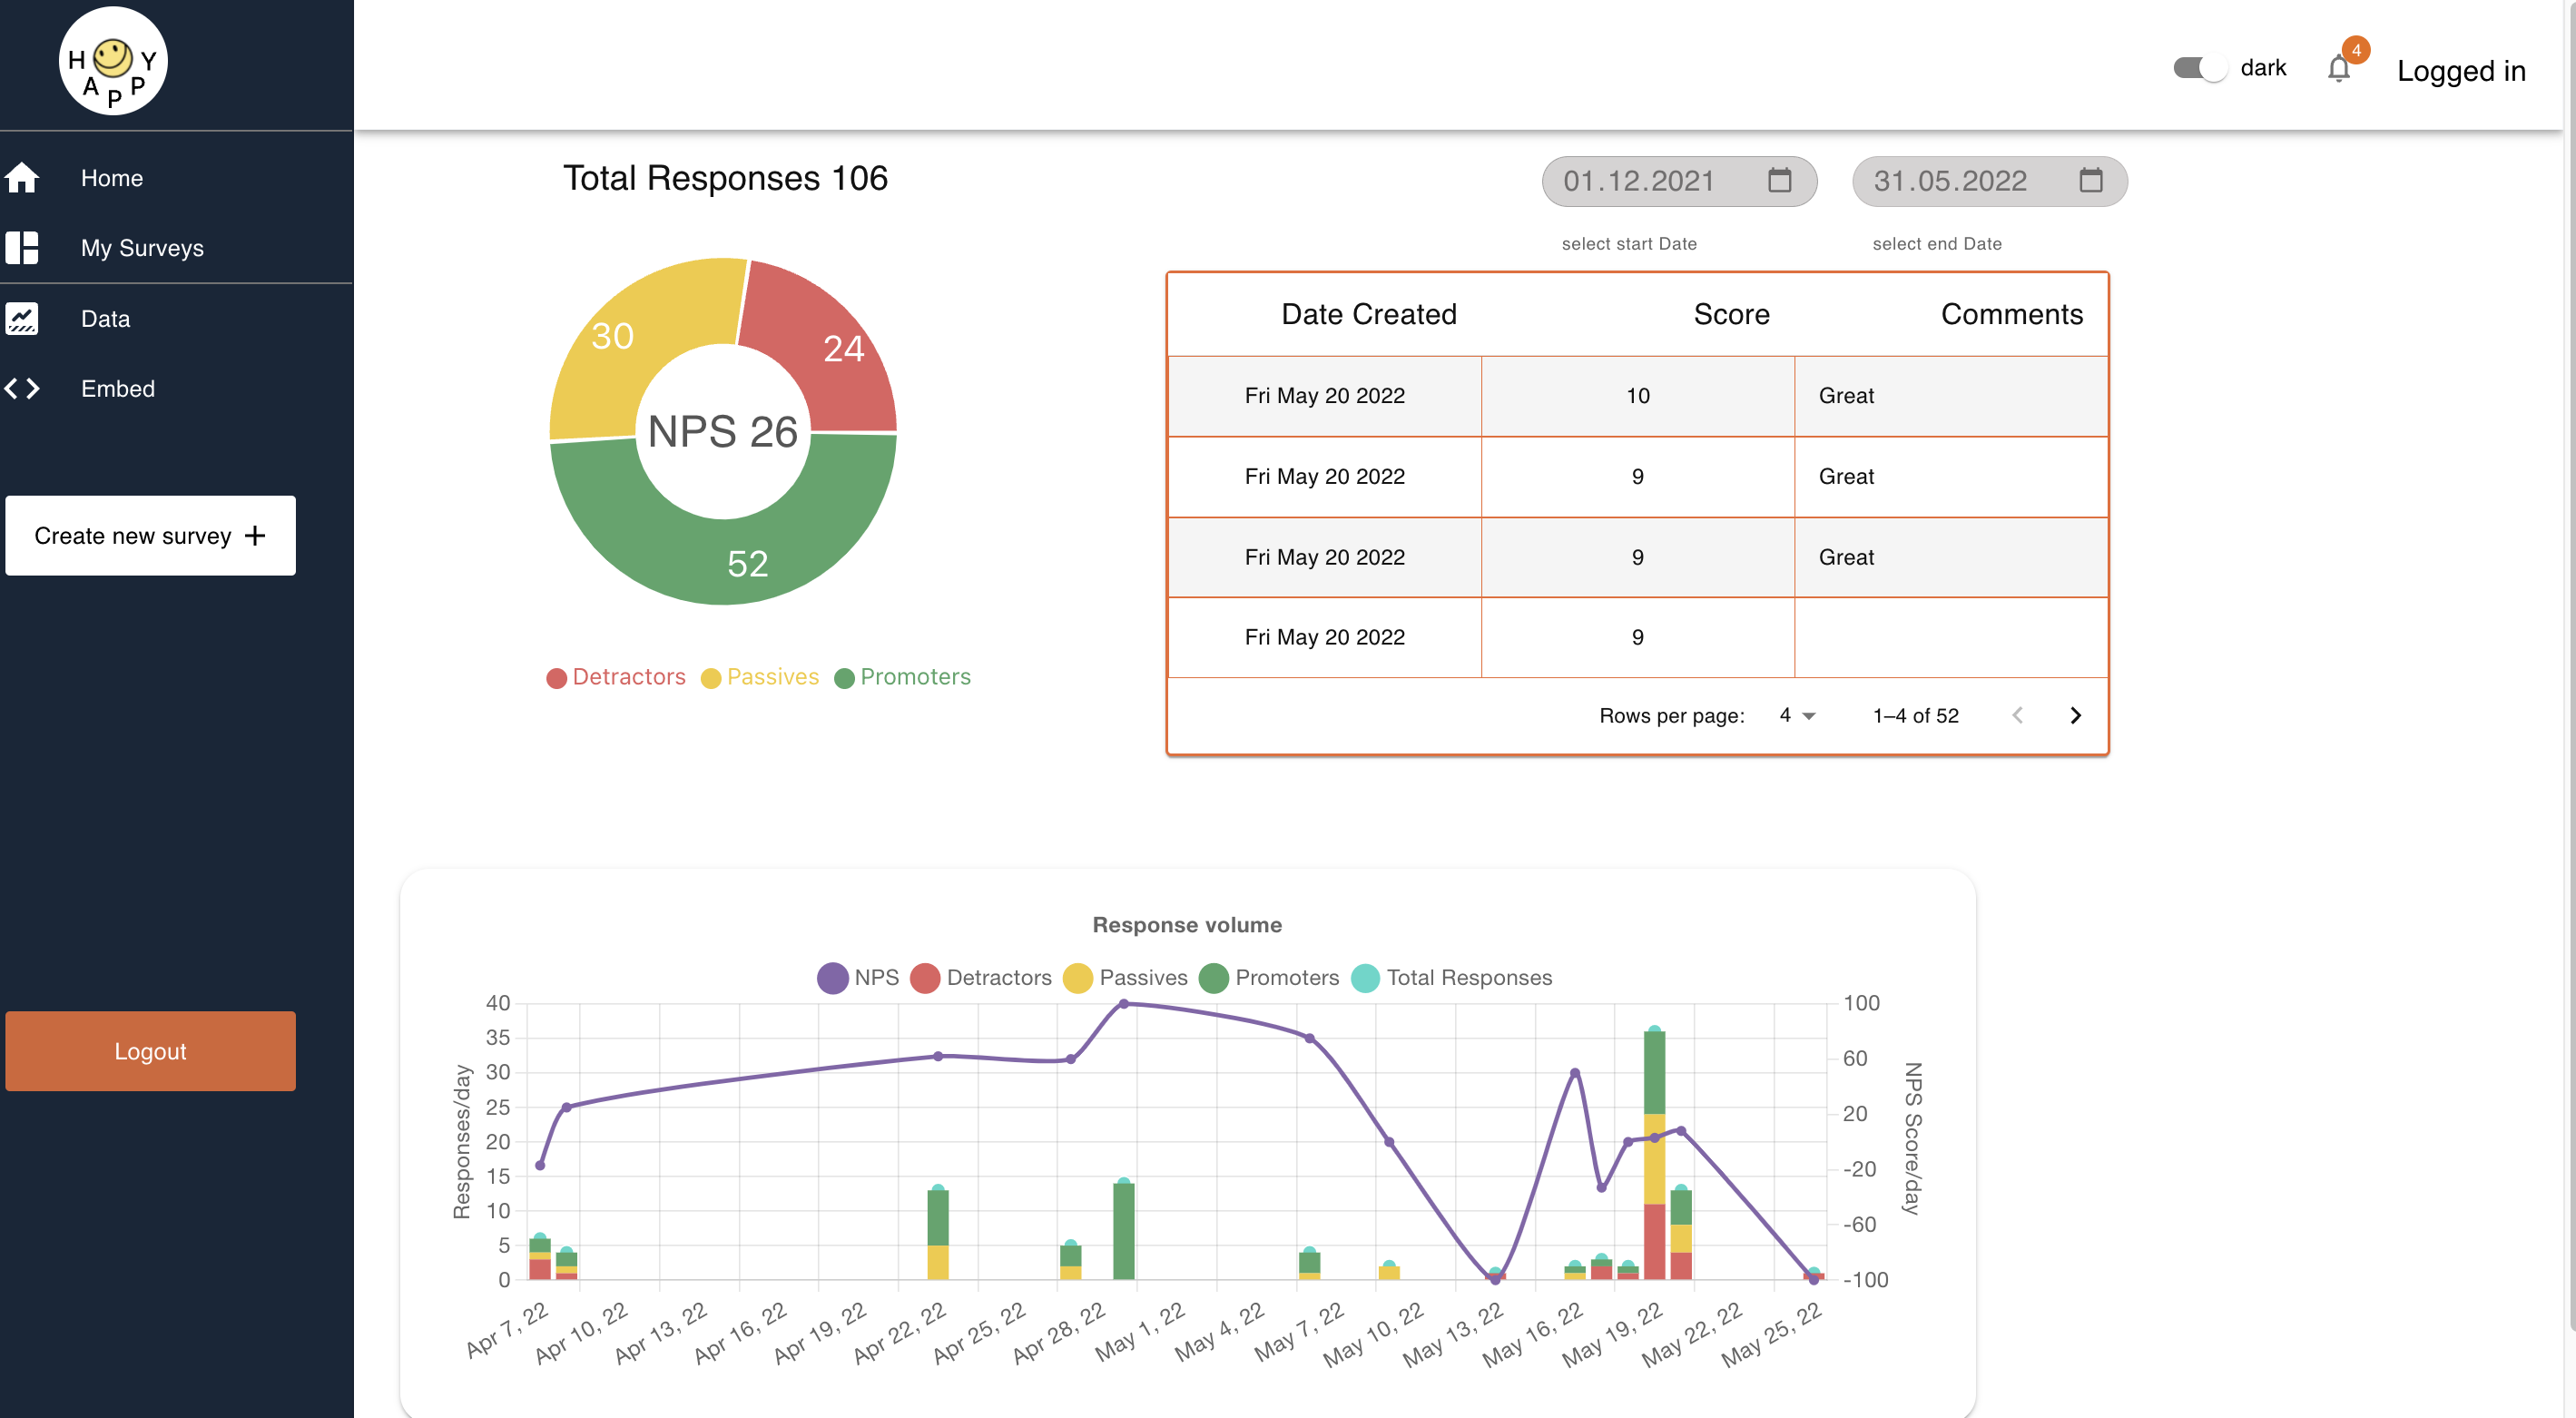 H A P P Y
dark
4
Logged in
Home
My Surveys
Data
Embed
Create new survey +
Logout
Total Responses 106
01.12.2021
select start Date
31.05.2022
select end Date
30
24
NPS 26
52
Detractors Passives Promoters
Date Created Score Comments
Fri May 20 2022 10 Great
Fri May 20 2022 9 Great
Fri May 20 2022 9 Great
Fri May 20 2022 9
Rows per page: 4 1–4 of 52
Response volume
NPS Detractors Passives Promoters Total Responses
Responses/day
40
35
30
25
20
15
10
5
0
100
60
20
-20
-60
-100
NPS Score/day
Apr 7, 22
Apr 10, 22
Apr 13, 22
Apr 16, 22
Apr 19, 22
Apr 22, 22
Apr 25, 22
Apr 28, 22
May 1, 22
May 4, 22
May 7, 22
May 10, 22
May 13, 22
May 16, 22
May 19, 22
May 22, 22
May 25, 22